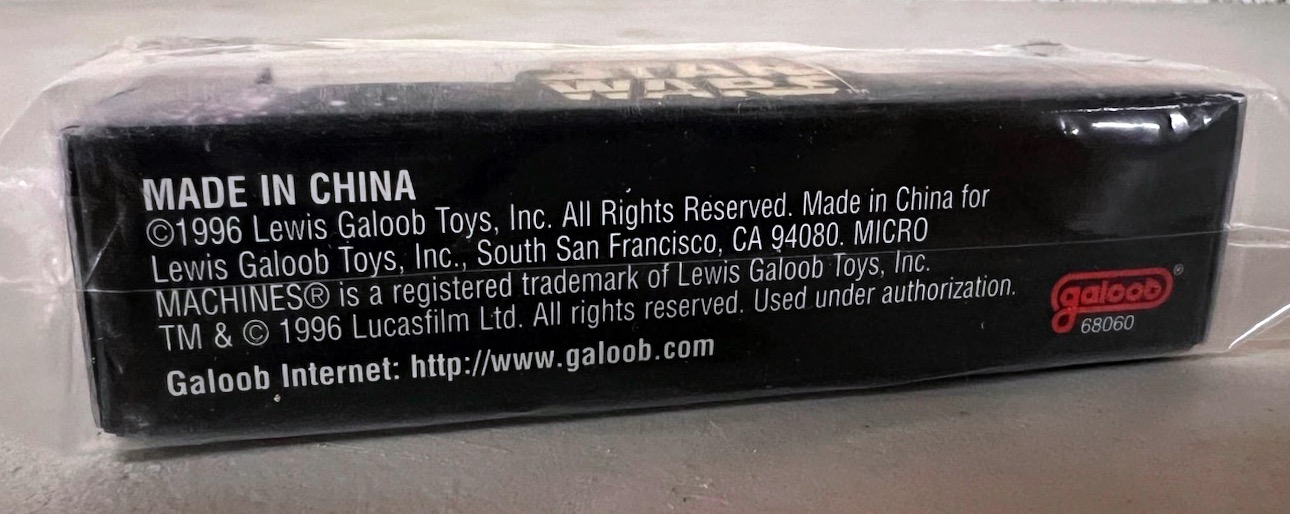 STAR
WARS
MADE IN CHINA
©1996 Lewis Galoob Toys, Inc. All Rights Reserved. Made in China for
Lewis Galoob Toys, Inc., South San Francisco, CA 94080. MICRO
MACHINES® is a registered trademark of Lewis Galoob Toys, Inc.
TM & © 1996 Lucasfilm Ltd. All rights reserved. Used under authorization.
Galoob Internet: http://www.galoob.com
galoob®
68060